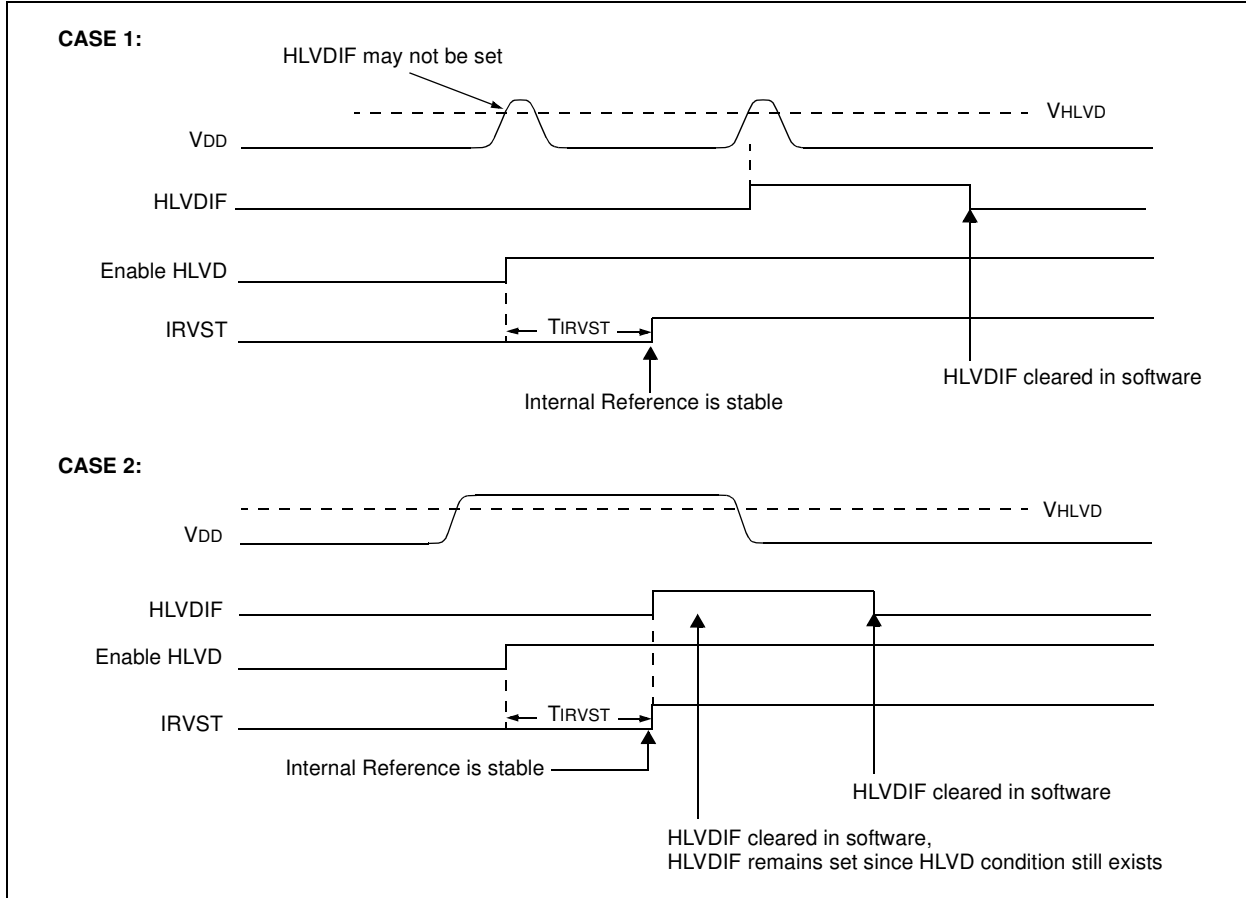 CASE 1:
HLVDIF may not be set
VHLVD
VDD
HLVDIF
Enable HLVD
TIRVST
IRVST
HLVDIF cleared in software
Internal Reference is stable
CASE 2:
VHLVD
VDD
HLVDIF
Enable HLVD
TIRVST
IRVST
Internal Reference is stable
HLVDIF cleared in software
HLVDIF cleared in software,
HLVDIF remains set since HLVD condition still exists